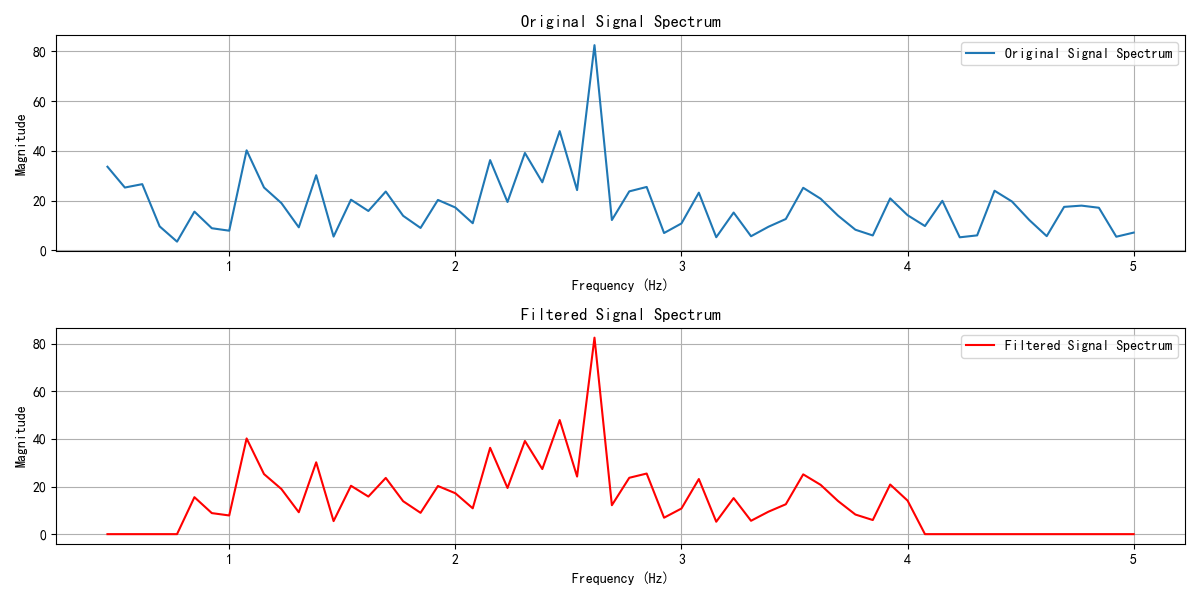 Original Signal Spectrum
Original Signal Spectrum
Magnitude
80
60
40
20
0
1 2 3 4 5
Frequency (Hz)
Filtered Signal Spectrum
Filtered Signal Spectrum
Magnitude
80
60
40
20
0
1 2 3 4 5
Frequency (Hz)